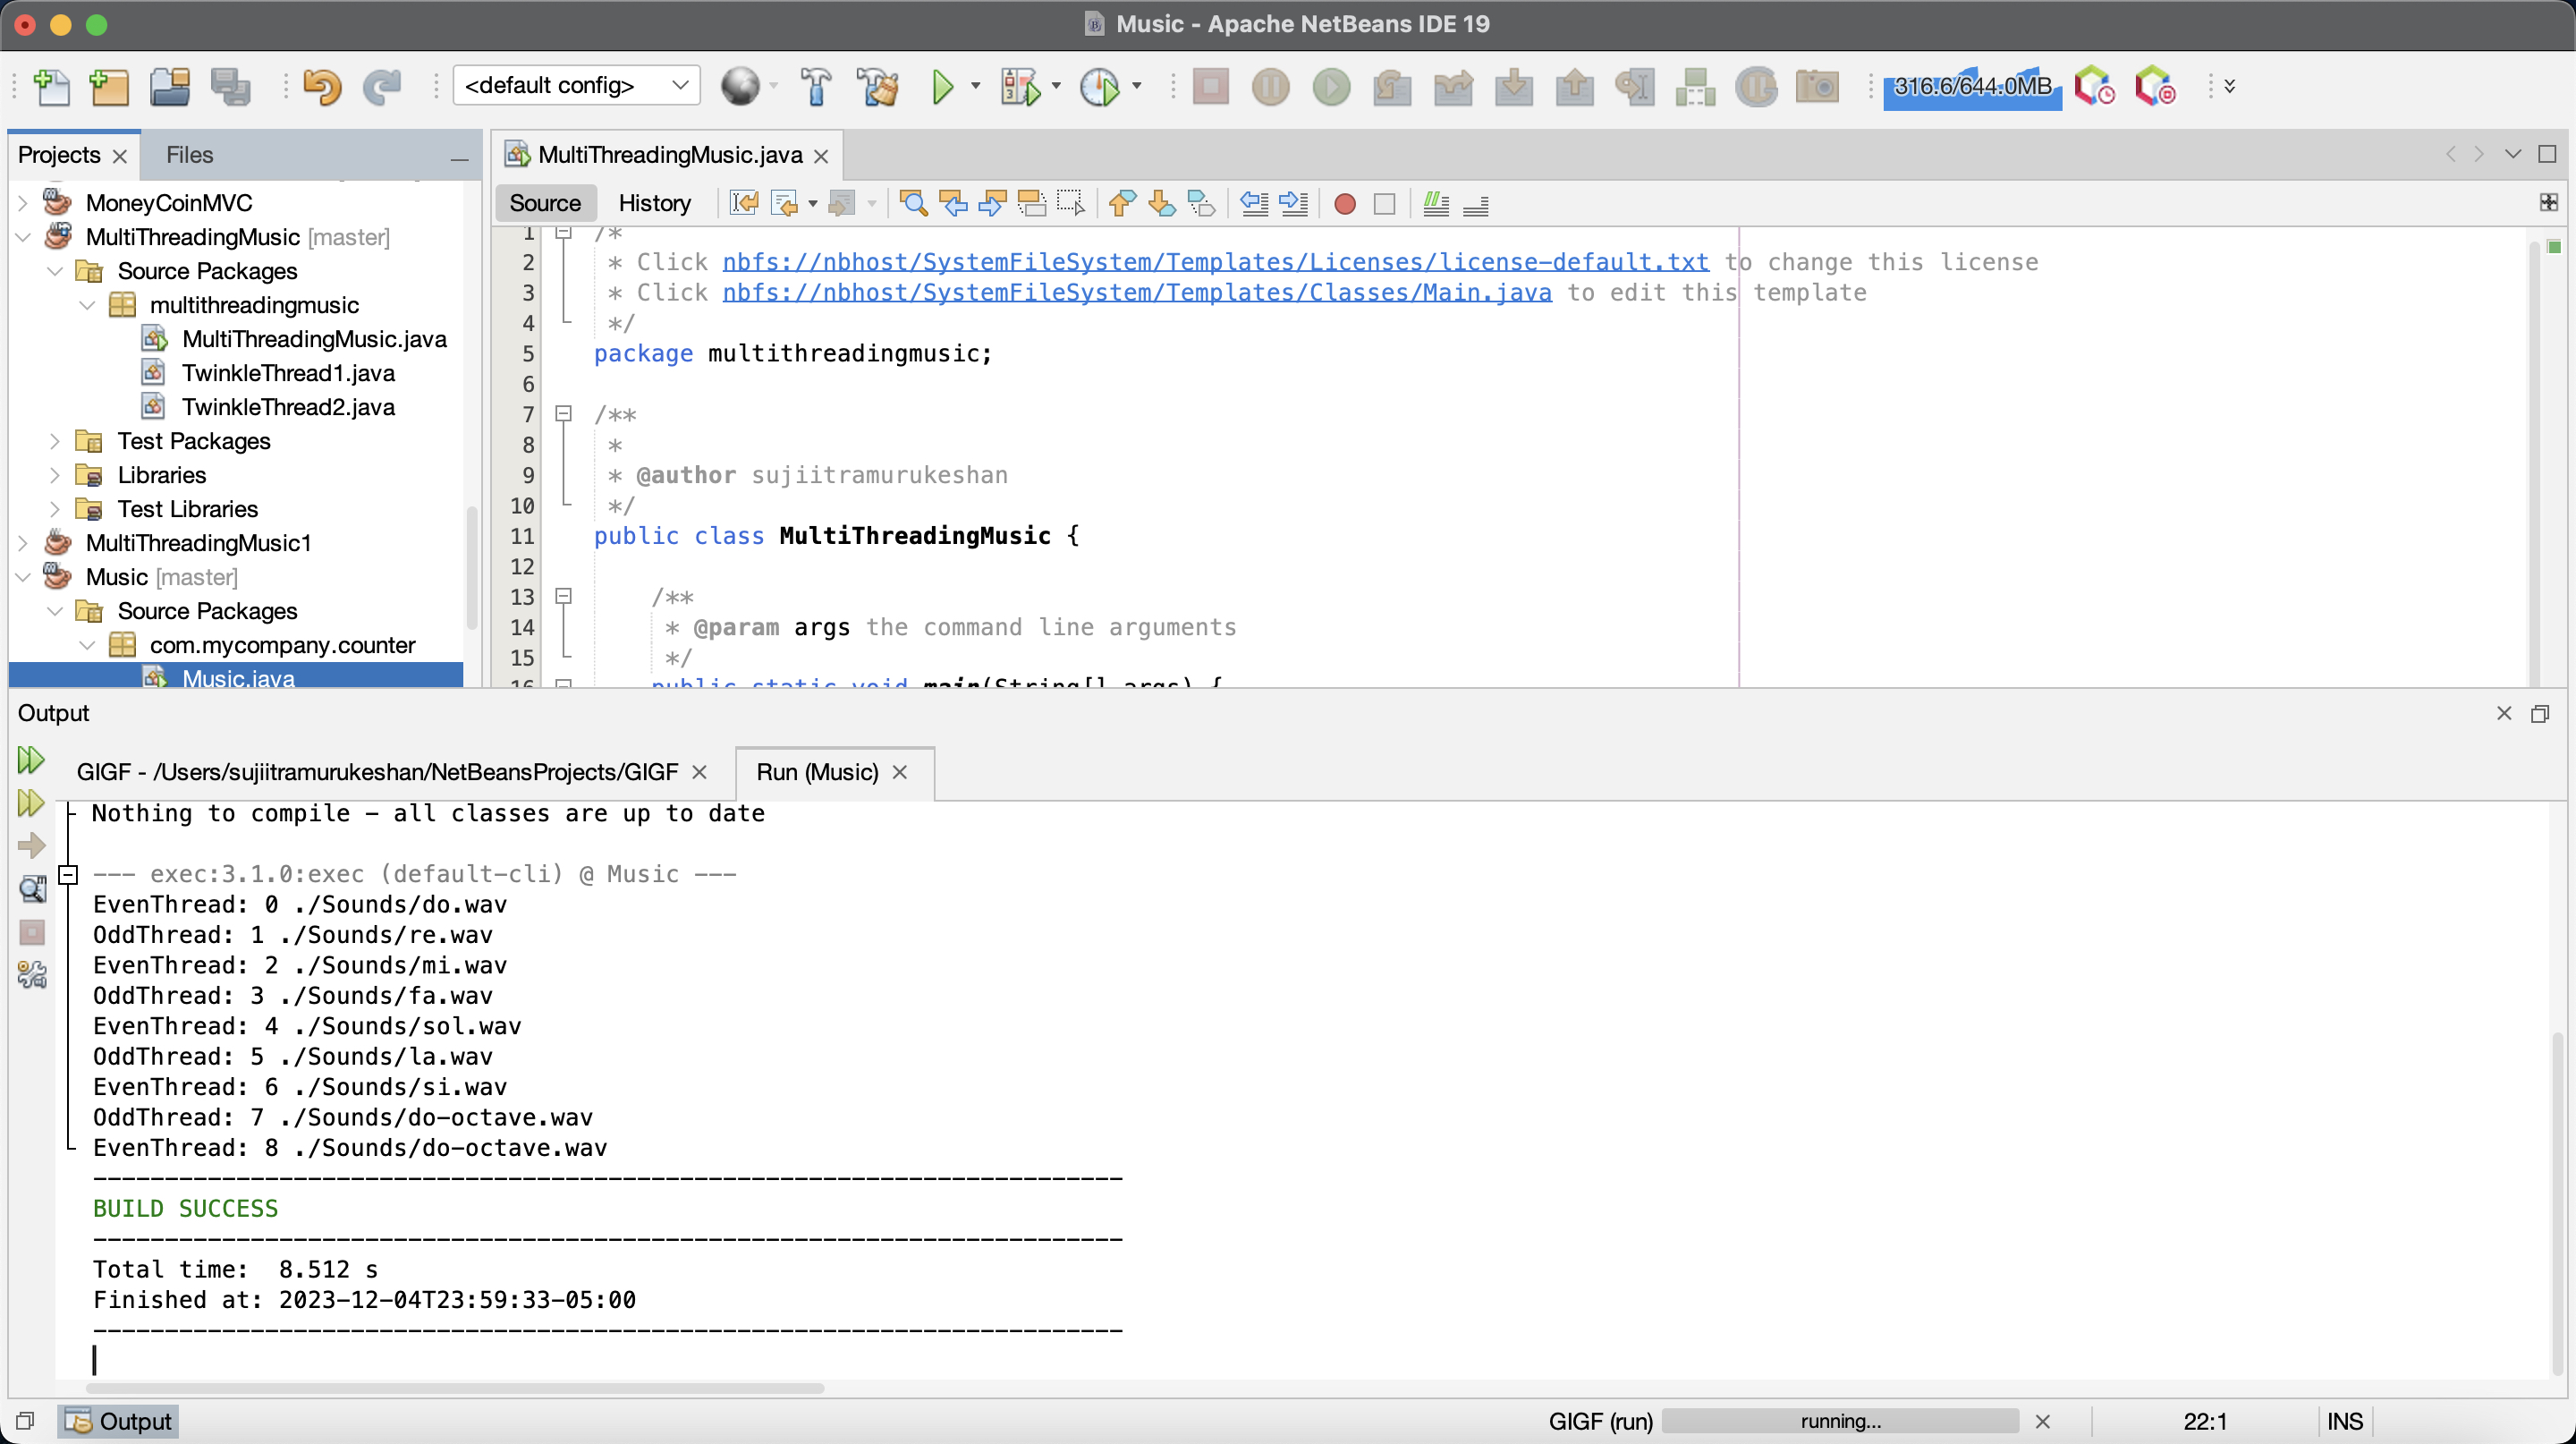 Music - Apache NetBeans IDE 19
<default config>
316.6/644.0MB
Projects
Files
MoneyCoinMVC
MultiThreadingMusic [master]
Source Packages
multithreadingmusic
MultiThreadingMusic.java
TwinkleThread1.java
TwinkleThread2.java
Test Packages
Libraries
Test Libraries
MultiThreadingMusic1
Music [master]
Source Packages
com.mycompany.counter
Music.java
MultiThreadingMusic.java
Source
History
1 /*
2 * Click nbfs://nbhost/SystemFileSystem/Templates/Licenses/license-default.txt to change this license
3 * Click nbfs://nbhost/SystemFileSystem/Templates/Classes/Main.java to edit this template
4 */
5 package multithreadingmusic;
6
7 /**
8 *
9 * @author sujiitramurukeshan
10 */
11 public class MultiThreadingMusic {
12
13 /**
14 * @param args the command line arguments
15 */
16 public static void main(String[] args) {
Output
GIGF - /Users/sujiitramurukeshan/NetBeansProjects/GIGF
Run (Music)
Nothing to compile - all classes are up to date
--- exec:3.1.0:exec (default-cli) @ Music ---
EvenThread: 0 ./Sounds/do.wav
OddThread: 1 ./Sounds/re.wav
EvenThread: 2 ./Sounds/mi.wav
OddThread: 3 ./Sounds/fa.wav
EvenThread: 4 ./Sounds/sol.wav
OddThread: 5 ./Sounds/la.wav
EvenThread: 6 ./Sounds/si.wav
OddThread: 7 ./Sounds/do-octave.wav
EvenThread: 8 ./Sounds/do-octave.wav
------------------------------------------------------------------------
BUILD SUCCESS
------------------------------------------------------------------------
Total time:  8.512 s
Finished at: 2023-12-04T23:59:33-05:00
------------------------------------------------------------------------
Output
GIGF (run)
running...
22:1
INS